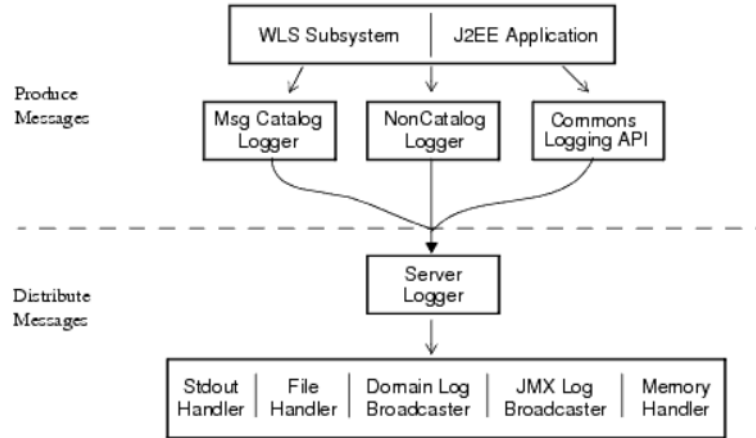 WLS Subsystem
J2EE Application
Produce
Messages
Msg Catalog
Logger
NonCatalog
Logger
Commons
Logging API
Distribute
Messages
Server
Logger
Stdout
Handler
File
Handler
Domain Log
Broadcaster
JMX Log
Broadcaster
Memory
Handler